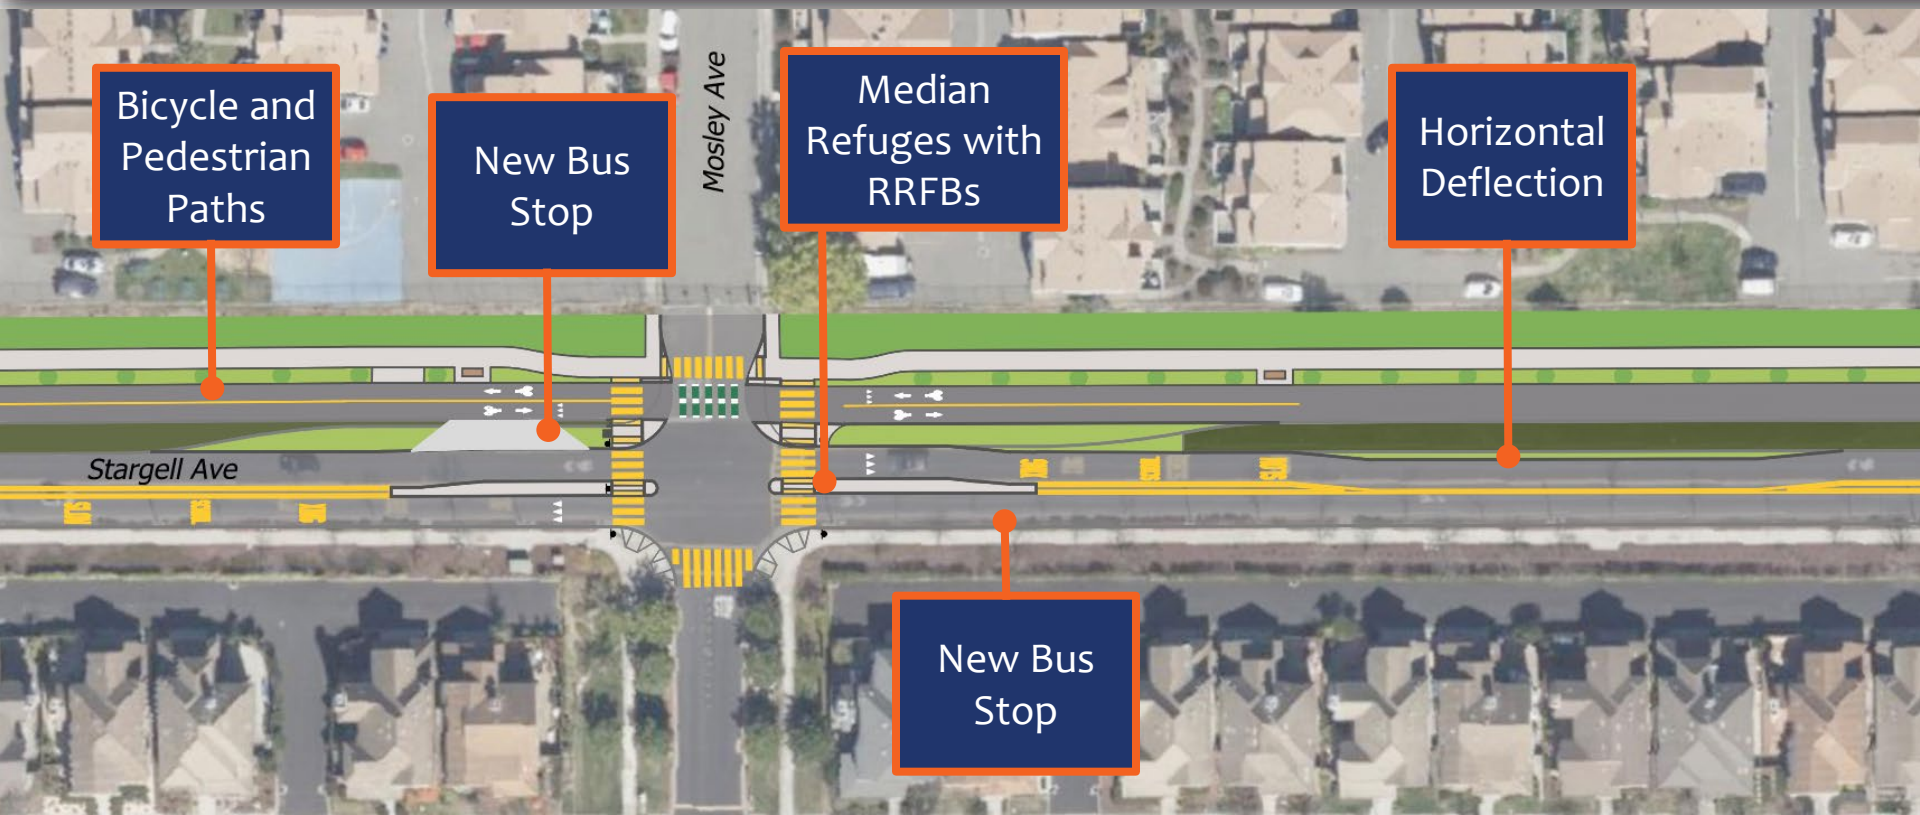 Bicycle and
Pedestrian
Paths
New Bus
Stop
Mosley Ave
Median
Refuges with
RRFBs
Horizontal
Deflection
Stargell Ave
New Bus
Stop